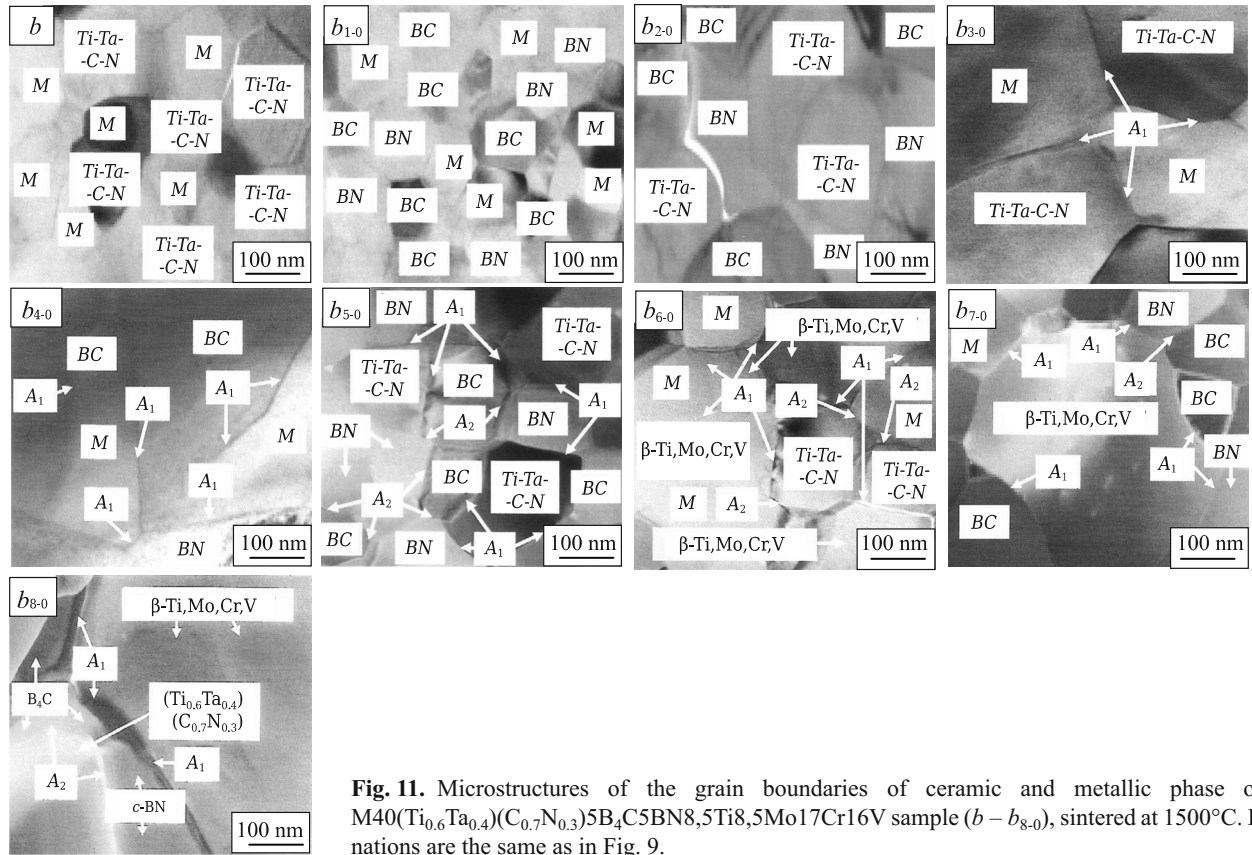 b
Ti-Ta-
-C-N
M
M
Ti-Ta-
-C-N
M
Ti-Ta-
-C-N
M
Ti-Ta-
-C-N
M
Ti-Ta-
-C-N
M
Ti-Ta-
-C-N
100 nm
b1-0
BC
M
BN
M
BC
BN
BC
BN
BC
M
M
BN
BC
M
BC
M
BC
BN
100 nm
b2-0
BC
BC
Ti-Ta-
-C-N
BC
BN
BN
Ti-Ta-
-C-N
Ti-Ta-
-C-N
BC
BN
100 nm
b3-0
Ti-Ta-C-N
M
A1
M
Ti-Ta-C-N
100 nm
b4-0
BC
BC
A1
A1
A1
M
M
A1
A1
BN
100 nm
b5-0
BN
A1
Ti-Ta-
-C-N
Ti-Ta-
-C-N
BC
A1
A2
BN
BN
BC
Ti-Ta-
-C-N
BC
A2
BC
BN
A1
100 nm
b6-0
M
β-Ti,Mo,Cr,V
A1
A2
M
A1
A2
M
β-Ti,Mo,Cr,V
Ti-Ta-
-C-N
Ti-Ta-
-C-N
M
A2
β-Ti,Mo,Cr,V
100 nm
b7-0
BN
M
A1
A1
BC
A2
BC
β-Ti,Mo,Cr,V
A1
A1
BN
BC
100 nm
b8-0
β-Ti,Mo,Cr,V
A1
B4C
(Ti0.6Ta0.4)
(C0.7N0.3)
A2
A1
c-BN
100 nm
Fig. 11. Microstructures of the grain boundaries of ceramic and metallic phase
M40(Ti0.6Ta0.4)(C0.7N0.3)5B4C5BN8,5Ti8,5Mo17Cr16V sample (b – b8-0), sintered at 1500°C.
nations are the same as in Fig. 9.